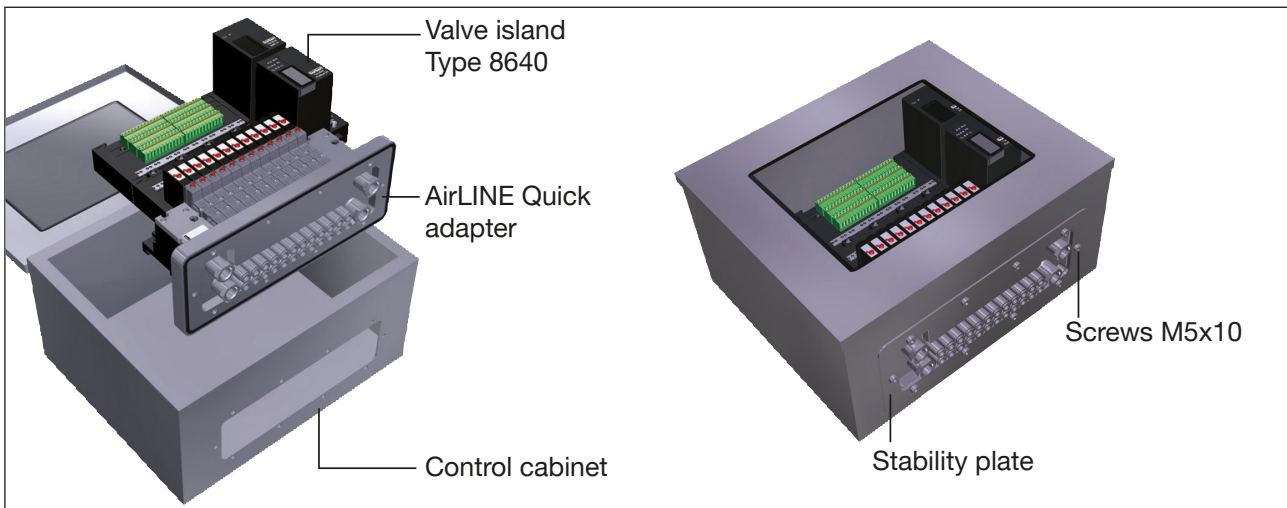 Valve island
Type 8640
AirLINE Quick
adapter
Control cabinet
Screws M5x10
Stability plate